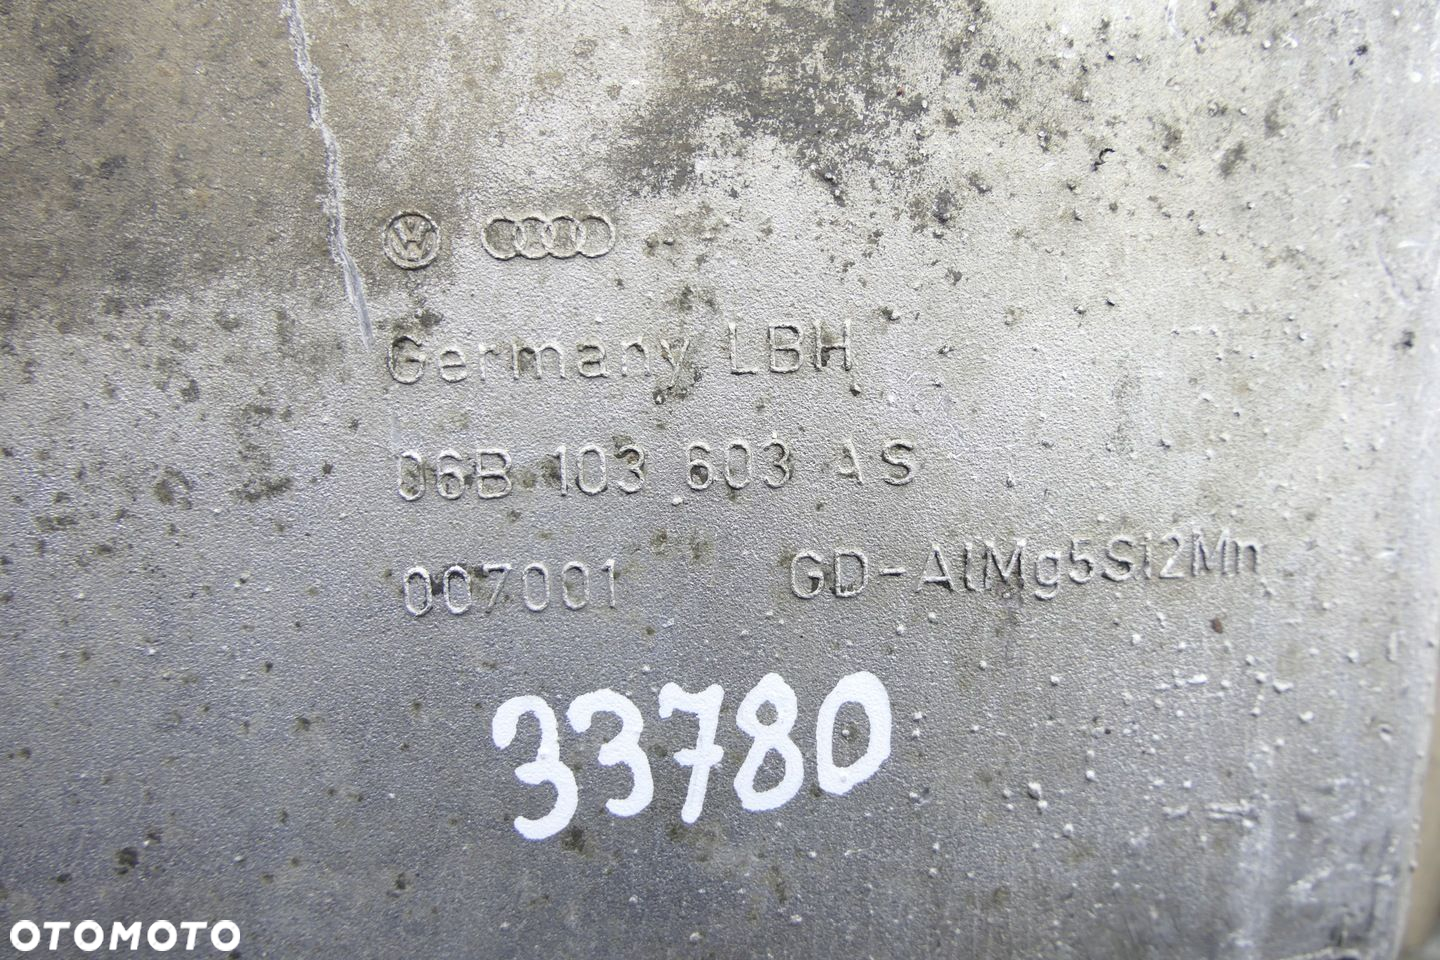 Germany LBH
06B 103 603 AS
007001 GD-AlMg5Si2Mn
33780
OTOMOTO